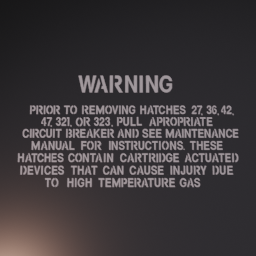 WARNING
PRIOR TO REMOVING HATCHES 27, 36, 42,
47, 321, OR 323, PULL APROPRIATE
CIRCUIT BREAKER AND SEE MAINTENANCE
MANUAL FOR INSTRUCTIONS. THESE
HATCHES CONTAIN CARTRIDGE ACTUATED
DEVICES THAT CAN CAUSE INJURY DUE
TO HIGH TEMPERATURE GAS